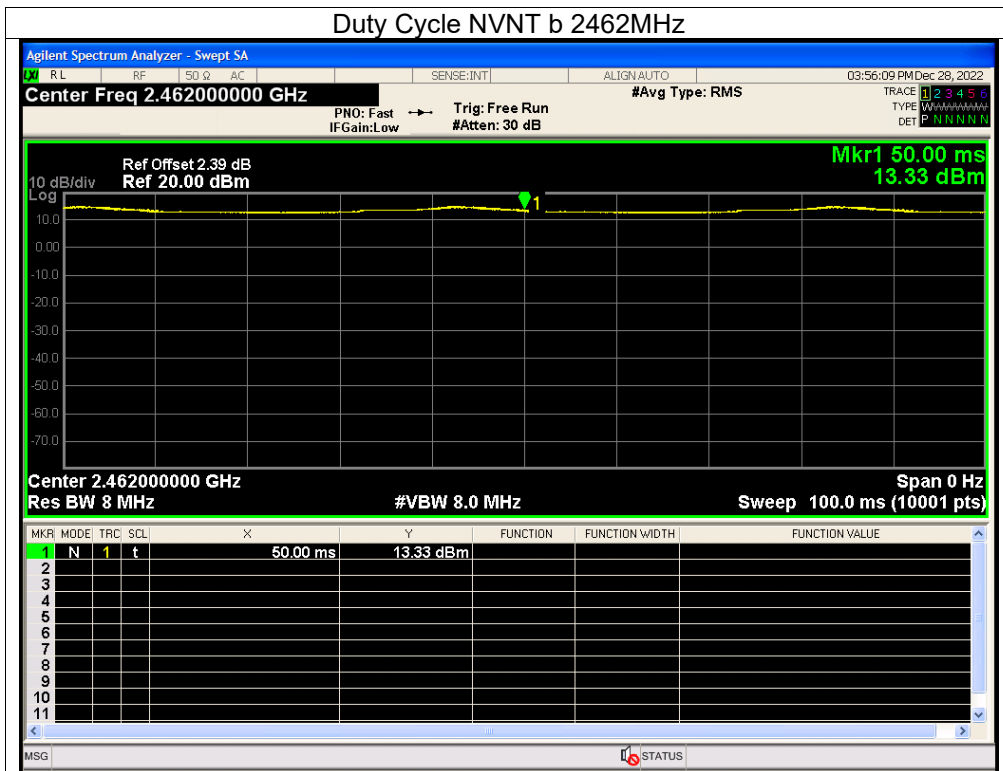 Duty Cycle NVNT b 2462MHz
Agilent Spectrum Analyzer - Swept SA
LXI RL RF 50 Ω AC SENSE:INT ALIGN AUTO 03:56:09 PM Dec 28, 2022
Center Freq 2.462000000 GHz #Avg Type: RMS TRACE 1 2 3 4 5 6
PNO: Fast Trig: Free Run TYPE WWWWWW
IFGain:Low #Atten: 30 dB DET P N N N N N
Ref Offset 2.39 dB Mkr1 50.00 ms
10 dB/div Ref 20.00 dBm 13.33 dBm
Log
1
10.0
0.00
-10.0
-20.0
-30.0
-40.0
-50.0
-60.0
-70.0
Center 2.462000000 GHz Span 0 Hz
Res BW 8 MHz #VBW 8.0 MHz Sweep 100.0 ms (10001 pts)
MKR MODE TRC SCL X Y FUNCTION FUNCTION WIDTH FUNCTION VALUE
1 N 1 t 50.00 ms 13.33 dBm
2
3
4
5
6
7
8
9
10
11
MSG STATUS